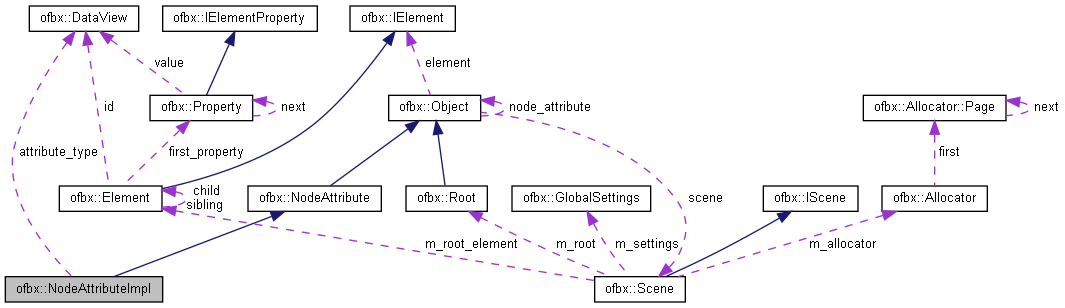 ofbx::DataView
ofbx::IElementProperty
ofbx::IElement
value
element
id
ofbx::Property
next
ofbx::Object
node_attribute
ofbx::Allocator::Page
next
attribute_type
first_property
first
ofbx::Element
child
sibling
ofbx::NodeAttribute
ofbx::Root
ofbx::GlobalSettings
scene
ofbx::IScene
ofbx::Allocator
m_root_element
m_root
m_settings
m_allocator
ofbx::NodeAttributeImpl
ofbx::Scene